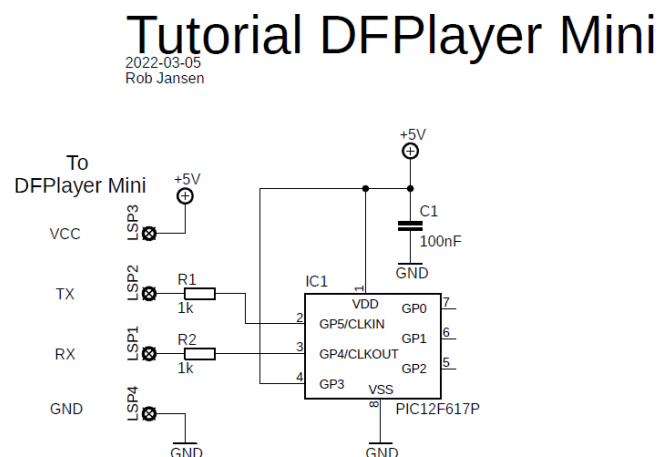 Tutorial DFPlayer Mini
2022-03-05
Rob Jansen
To
DFPlayer Mini
+5V
+5V
VCC
LSP3
C1
100nF
GND
TX
LSP2
R1
1k
IC1
1
VDD
2
GP5/CLKIN
GP0
7
RX
LSP1
R2
1k
3
GP4/CLKOUT
GP1
6
4
GP3
GP2
5
GND
LSP4
VSS
8
PIC12F617P
GND
GND